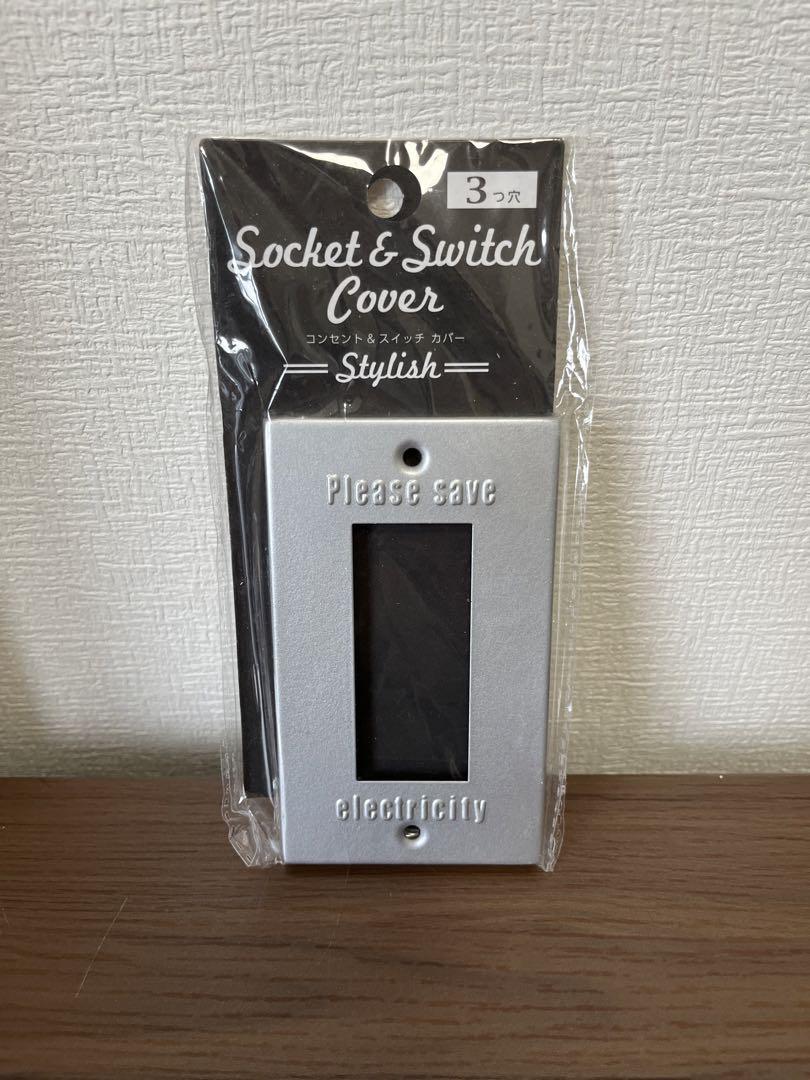 3つ穴
Socket & Switch
Cover
コンセント&スイッチ カバー
Stylish
Please save
electricity